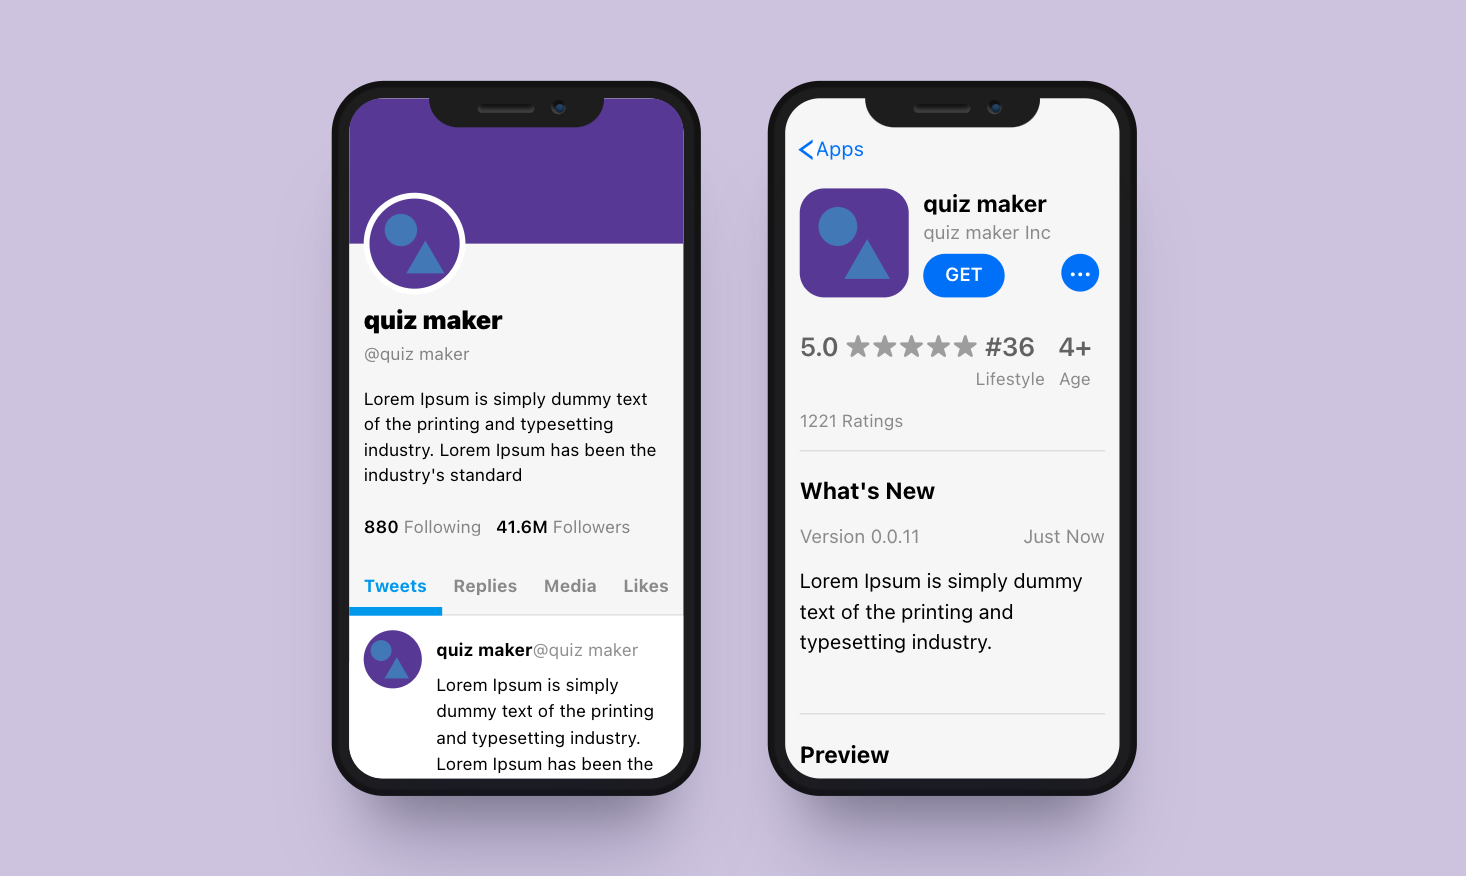 quiz maker
@quiz maker
Lorem Ipsum is simply dummy text
of the printing and typesetting
industry. Lorem Ipsum has been the
industry's standard
880 Following 41.6M Followers
Tweets Replies Media Likes
quiz maker@quiz maker
Lorem Ipsum is simply
dummy text of the printing
and typesetting industry.
Lorem Ipsum has been the
Apps
quiz maker
quiz maker Inc
GET
5.0 #36 4+
Lifestyle Age
1221 Ratings
What's New
Version 0.0.11 Just Now
Lorem Ipsum is simply dummy
text of the printing and
typesetting industry.
Preview